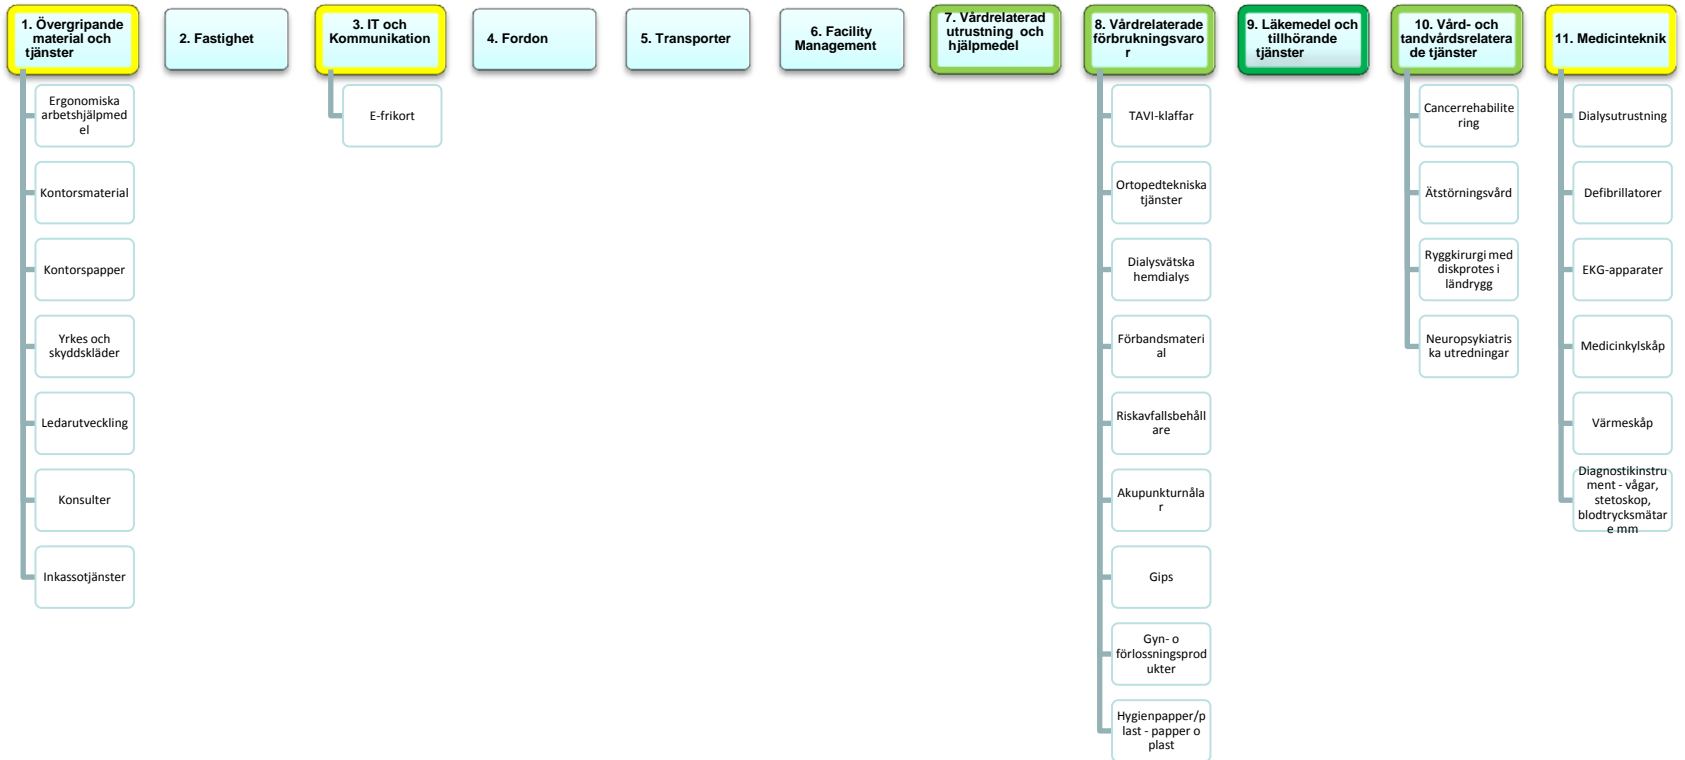 1. Övergripande
material och
tjänster
2. Fastighet
3. IT och
Kommunikation
4. Fordon
5. Transporter
6. Facility
Management
7. Vårdrelaterad
utrustning och
hjälpmedel
8. Vårdrelaterade
förbrukningsvaro
r
9. Läkemedel och
tillhörande
tjänster
10. Vård- och
tandvårdsrelatera
de tjänster
11. Medicinteknik
Ergonomiska
arbetshjälpmed
el
Kontorsmaterial
Kontorspapper
Yrkes och
skyddskläder
Ledarutveckling
Konsulter
Inkassotjänster
E-frikort
TAVI-klaffar
Ortopedtekniska
tjänster
Dialysvätska
hemdialys
Förbandsmateri
al
Riskavfallsbehåll
are
Akupunkturnåla
r
Gips
Gyn- o
förlossningsprod
ukter
Hygienpapper/p
last - papper o
plast
Cancerrehabilite
ring
Ätstörningsvård
Ryggkirurgi med
diskprotes i
ländrygg
Neuropsykiatris
ka utredningar
Dialysutrustning
Defibrillatorer
EKG-apparater
Medicinkylskåp
Värmeskåp
Diagnostikinstru
ment - vågar,
stetoskop,
blodtrycksmätar
e mm